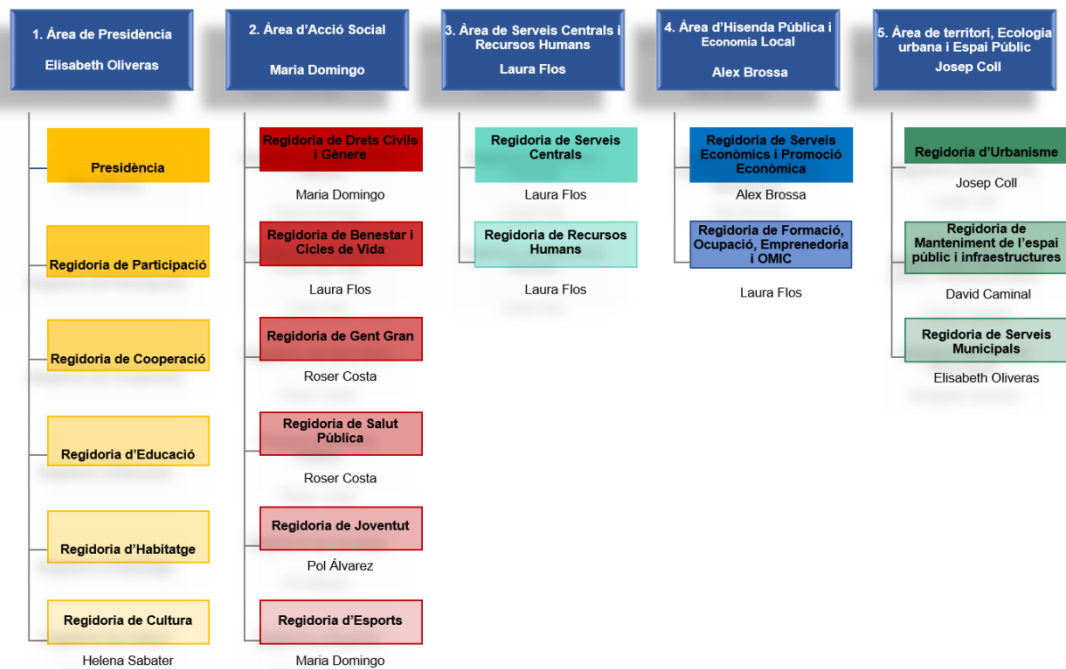 1. Àrea de Presidència
Elisabeth Oliveras
Presidència
Regidoria de Participació
Regidoria de Cooperació
Regidoria d'Educació
Regidoria d'Habitatge
Regidoria de Cultura
Helena Sabater
2. Àrea d'Acció Social
Maria Domingo
Regidoria de Drets Civils
i Gènere
Maria Domingo
Regidoria de Benestar i
Cicles de Vida
Laura Flos
Regidoria de Gent Gran
Roser Costa
Regidoria de Salut
Pública
Roser Costa
Regidoria de Joventut
Pol Álvarez
Regidoria d'Esports
Maria Domingo
3. Àrea de Serveis Centrals i
Recursos Humans
Laura Flos
Regidoria de Serveis
Centrals
Laura Flos
Regidoria de Recursos
Humans
Laura Flos
4. Àrea d'Hisenda Pública i
Economia Local
Alex Brossa
Regidoria de Serveis
Econòmics i Promoció
Econòmica
Alex Brossa
Regidoria de Formació,
Ocupació, Emprenedoria
i OMIC
Laura Flos
5. Àrea de territori, Ecologia
urbana i Espai Públic
Josep Coll
Regidoria d'Urbanisme
Josep Coll
Regidoria de
Manteniment de l'espai
públic i infraestructures
David Caminal
Regidoria de Serveis
Municipals
Elisabeth Oliveras